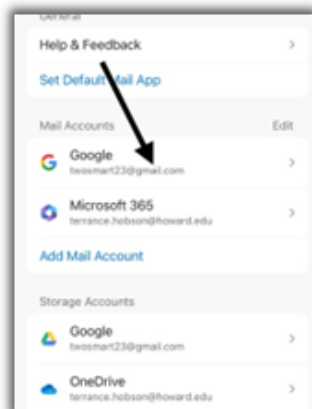 General
Help & Feedback
Set Default Mail App
Mail Accounts Edit
Google
twosmart23@gmail.com
Microsoft 365
terrance.hobson@howard.edu
Add Mail Account
Storage Accounts
Google
twosmart23@gmail.com
OneDrive
terrance.hobson@howard.edu